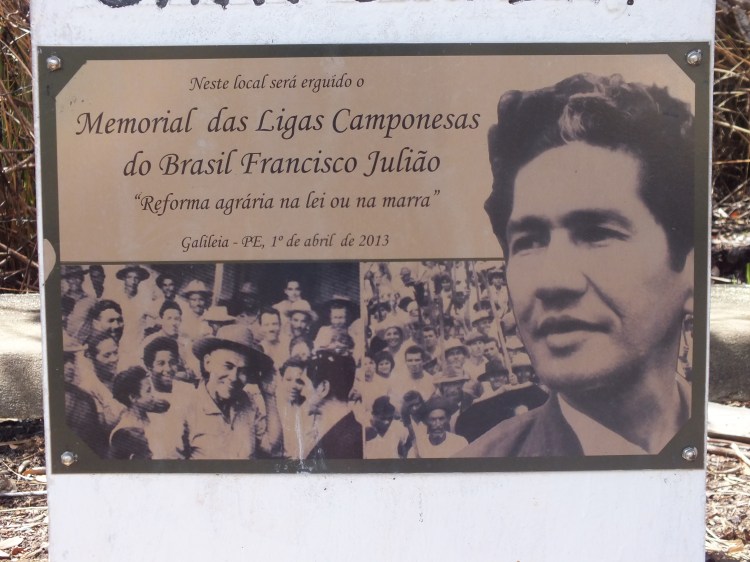 Neste local será erguido o
Memorial das Ligas Camponesas
do Brasil Francisco Julião
“Reforma agrária na lei ou na marra”
Galileia - PE, 1º de abril de 2013